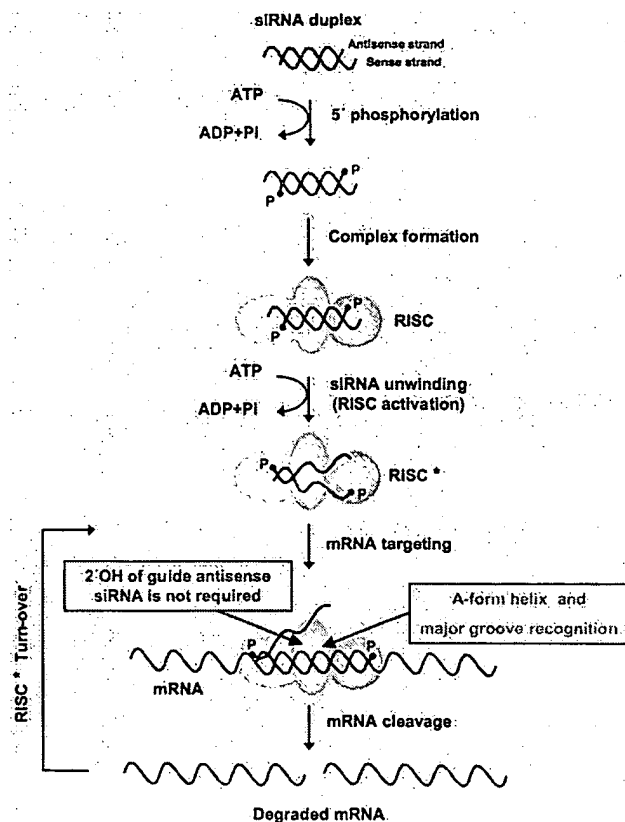 siRNA duplex
Antisense strand
Sense strand
ATP
5' phosphorylation
ADP+PI
P
P
Complex formation
P
RISC
P
ATP
siRNA unwinding
(RISC activation)
ADP+PI
P
RISC *
P
mRNA targeting
2'OH of guide antisense
siRNA is not required
A-form helix and
major groove recognition
P
P
mRNA
RISC * Turn-over
mRNA cleavage
Degraded mRNA